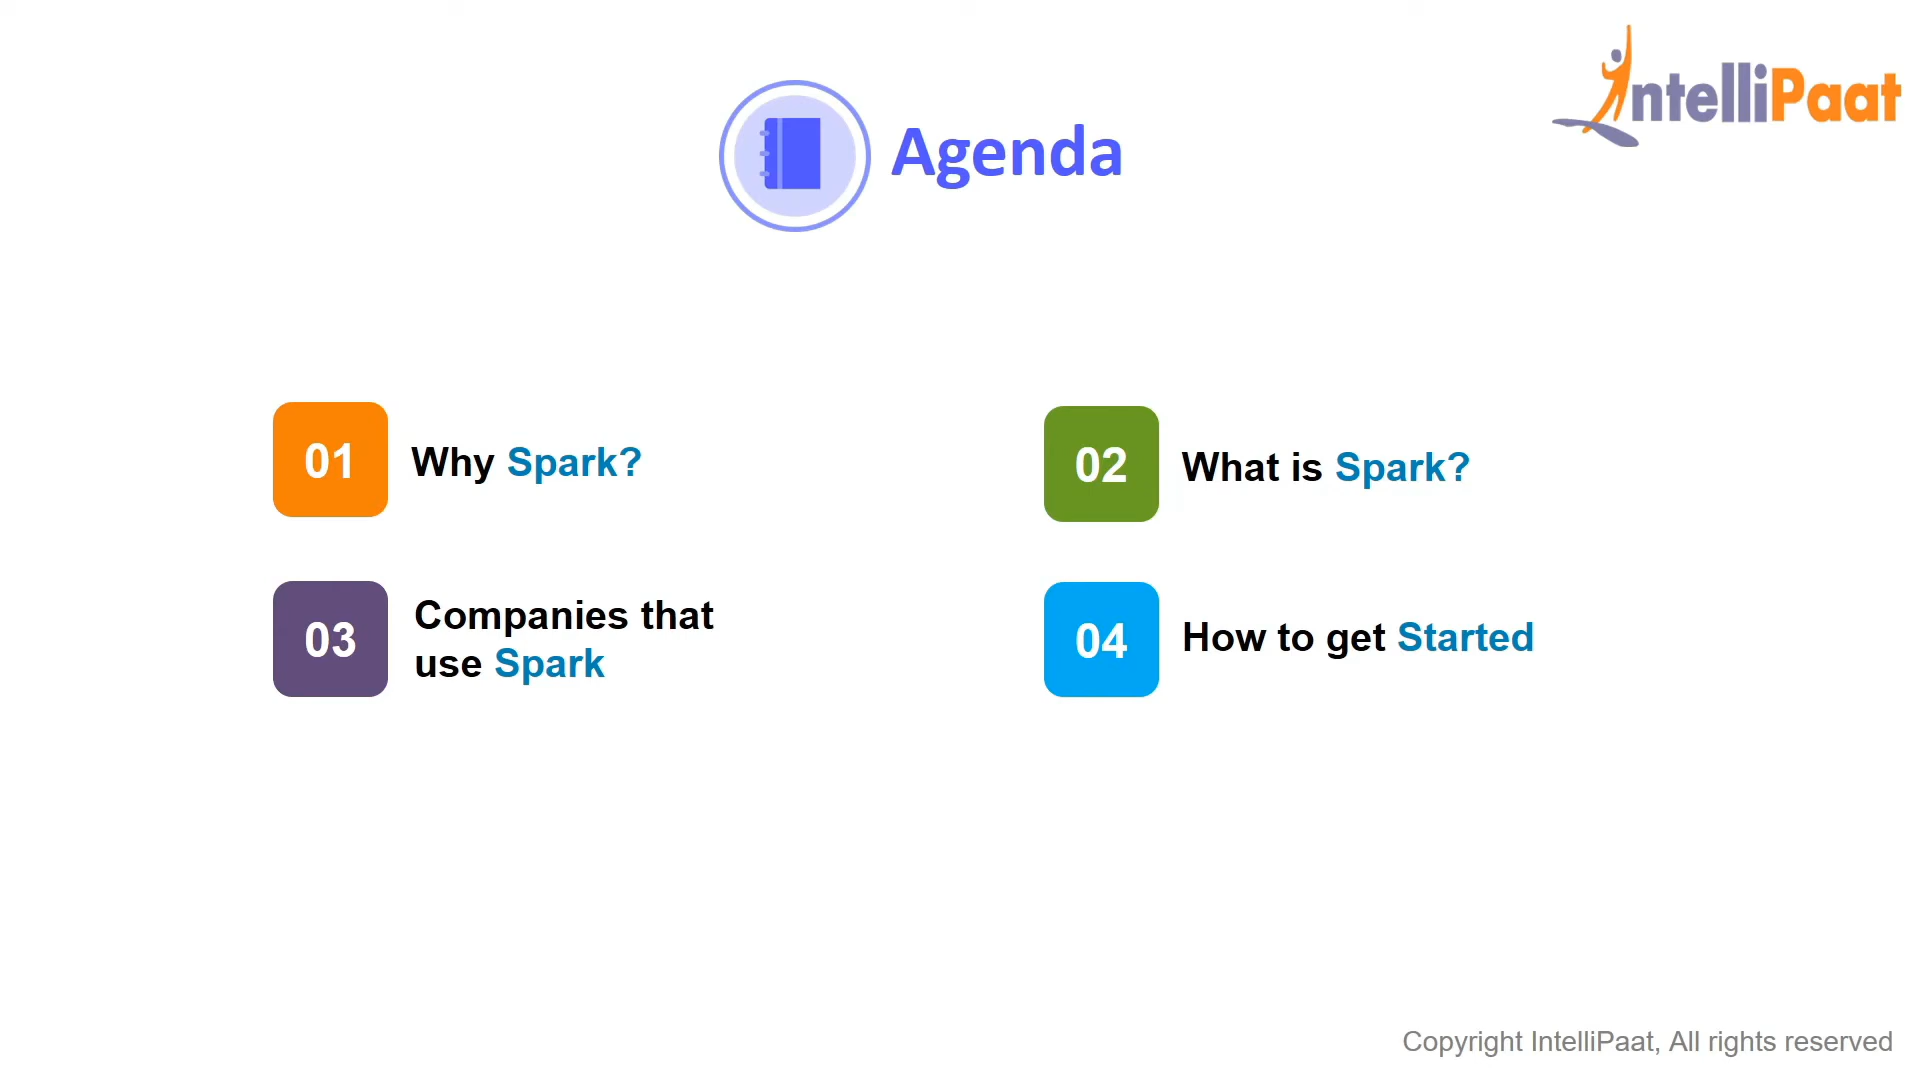 IntelliPaat
Agenda
01 Why Spark?
02 What is Spark?
03 Companies that
use Spark
04 How to get Started
Copyright IntelliPaat, All rights reserved